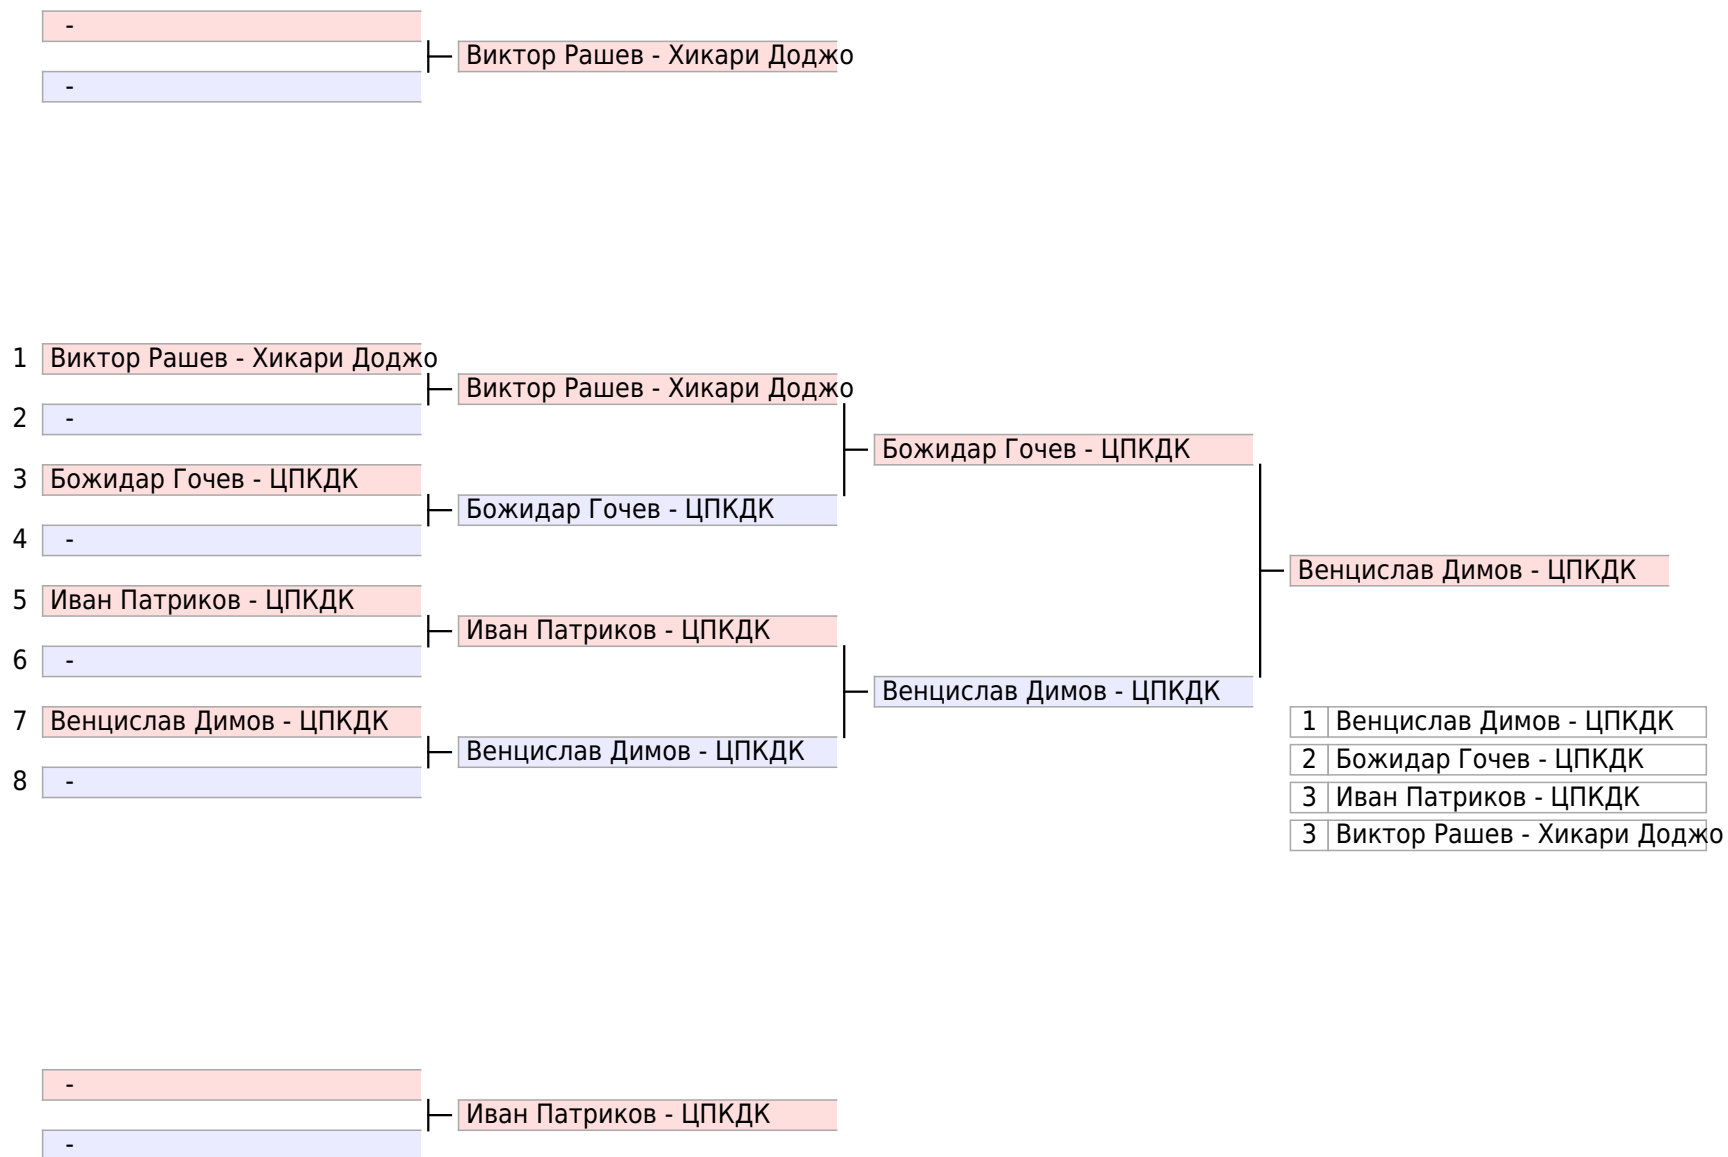 -
Виктор Рашев - Хикари Доджо
-
1 Виктор Рашев - Хикари Доджо
Виктор Рашев - Хикари Доджо
2 -
Божидар Гочев - ЦПКДК
3 Божидар Гочев - ЦПКДК
Божидар Гочев - ЦПКДК
4 -
Венцислав Димов - ЦПКДК
5 Иван Патриков - ЦПКДК
Иван Патриков - ЦПКДК
6 -
Венцислав Димов - ЦПКДК
7 Венцислав Димов - ЦПКДК
Венцислав Димов - ЦПКДК
8 -
1 Венцислав Димов - ЦПКДК
2 Божидар Гочев - ЦПКДК
3 Иван Патриков - ЦПКДК
3 Виктор Рашев - Хикари Доджо
-
Иван Патриков - ЦПКДК
-